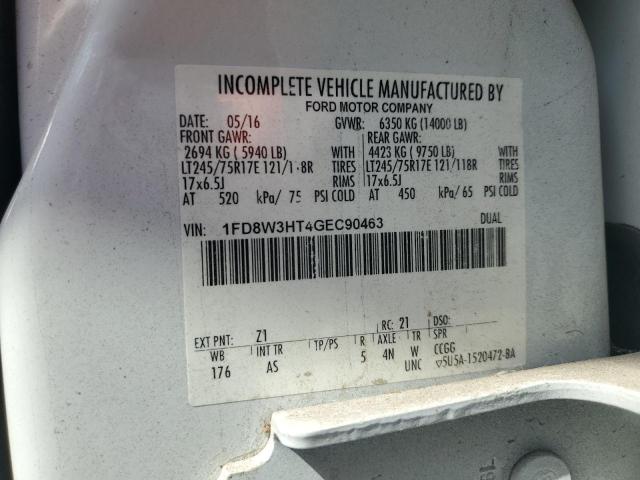 INCOMPLETE VEHICLE MANUFACTURED BY
FORD MOTOR COMPANY
DATE: 05/16 GVWR: 6350 KG (14000 LB)
FRONT GAWR: REAR GAWR:
2694 KG ( 5940 LB) WITH 4423 KG ( 9750 LB) WITH
LT245/75R17E 121/1 8R TIRES LT245/75R17E 121/118R TIRES
17x6.5J RIMS 17x6.5J RIMS
AT 520 kPa/ 75 PSI COLD AT 450 kPa/ 65 PSI COLD
VIN: 1FD8W3HT4GEC90463 DUAL
EXT PNT: Z1 RC: 21 DSO:
WB INT TR TP/PS R AXLE TR SPR
176 AS 5 4N W CCGG
UNC ▽5U5A-1520472-BA